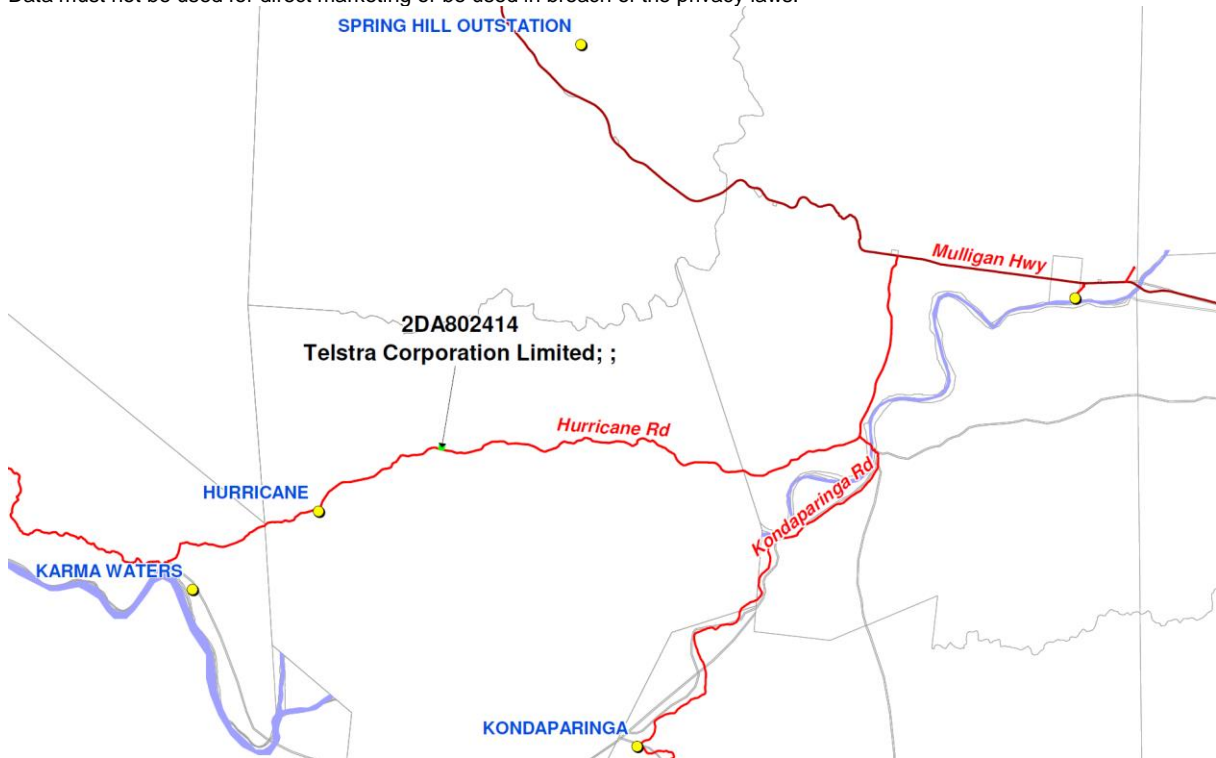 Data must not be used for direct marketing or be used in breach of the privacy laws.
SPRING HILL OUTSTATION
Mulligan Hwy
2DA802414
Telstra Corporation Limited; ;
Hurricane Rd
HURRICANE
Kondaparinga Rd
KARMA WATERS
KONDAPARINGA